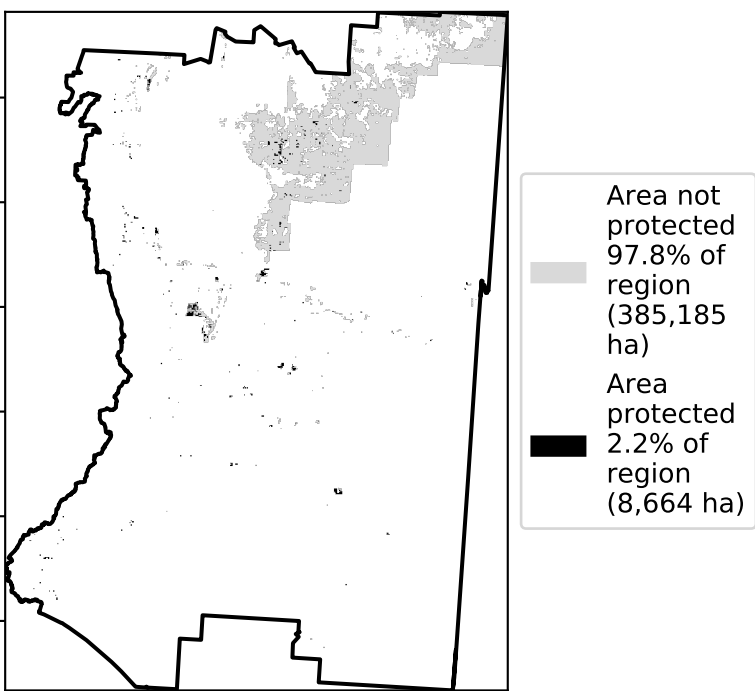 Area not
protected
97.8% of
region
(385,185
ha)
Area
protected
2.2% of
region
(8,664 ha)